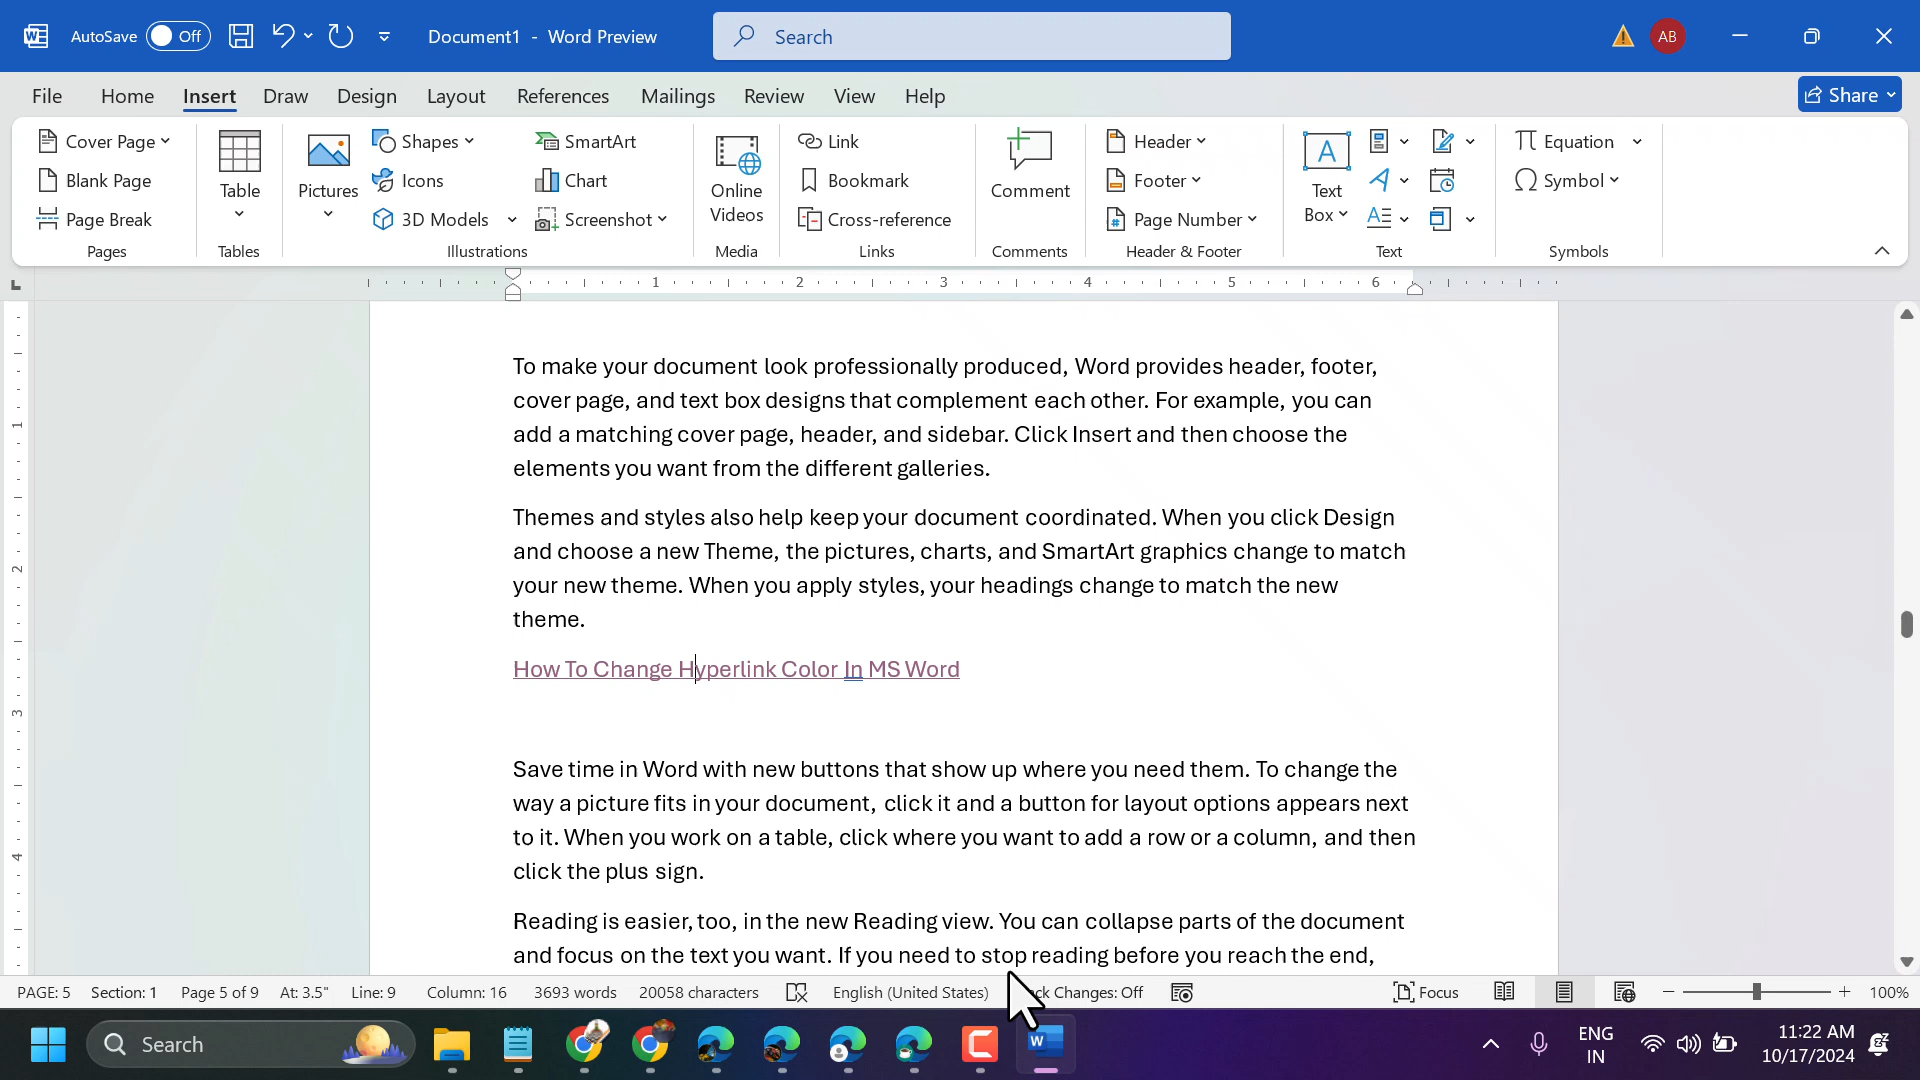 AutoSave Off Document1 - Word Preview Search AB
File Home Insert Draw Design Layout References Mailings Review View Help Share
Cover Page
Blank Page
Page Break
Pages
Table
Tables
Pictures
Shapes
Icons
3D Models
SmartArt
Chart
Screenshot
Illustrations
Online
Videos
Media
Link
Bookmark
Cross-reference
Links
Comment
Comments
Header
Footer
Page Number
Header & Footer
Text
Box
Text
Equation
Symbol
Symbols
1 2 3 4 5 6
1
2
3
4
To make your document look professionally produced, Word provides header, footer,
cover page, and text box designs that complement each other. For example, you can
add a matching cover page, header, and sidebar. Click Insert and then choose the
elements you want from the different galleries.
Themes and styles also help keep your document coordinated. When you click Design
and choose a new Theme, the pictures, charts, and SmartArt graphics change to match
your new theme. When you apply styles, your headings change to match the new
theme.
How To Change Hyperlink Color In MS Word
Save time in Word with new buttons that show up where you need them. To change the
way a picture fits in your document, click it and a button for layout options appears next
to it. When you work on a table, click where you want to add a row or a column, and then
click the plus sign.
Reading is easier, too, in the new Reading view. You can collapse parts of the document
and focus on the text you want. If you need to stop reading before you reach the end,
PAGE: 5 Section: 1 Page 5 of 9 At: 3.5" Line: 9 Column: 16 3693 words 20058 characters English (United States) ck Changes: Off Focus 100%
Search
ENG
IN
11:22 AM
10/17/2024